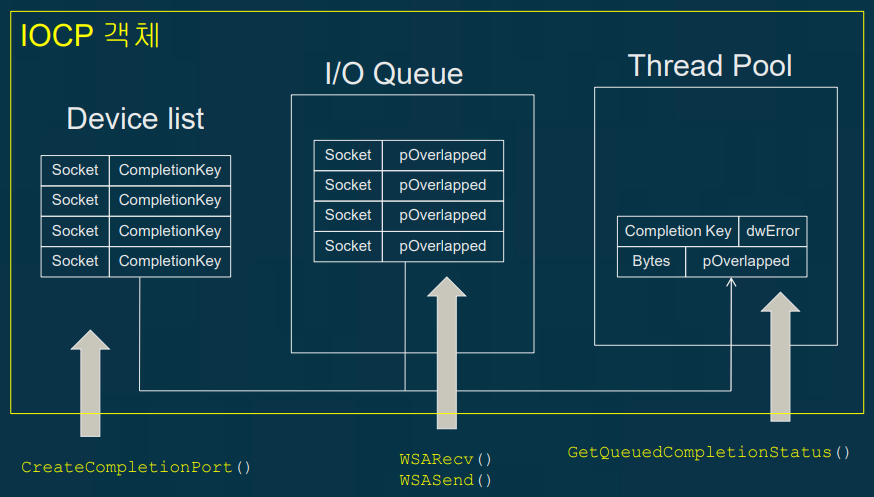 IOCP 객체
Device list
Socket CompletionKey
Socket CompletionKey
Socket CompletionKey
Socket CompletionKey
I/O Queue
Socket pOverlapped
Socket pOverlapped
Socket pOverlapped
Socket pOverlapped
Thread Pool
Completion Key dwError
Bytes pOverlapped
CreateCompletionPort()
WSARecv()
WSASend()
GetQueuedCompletionStatus()